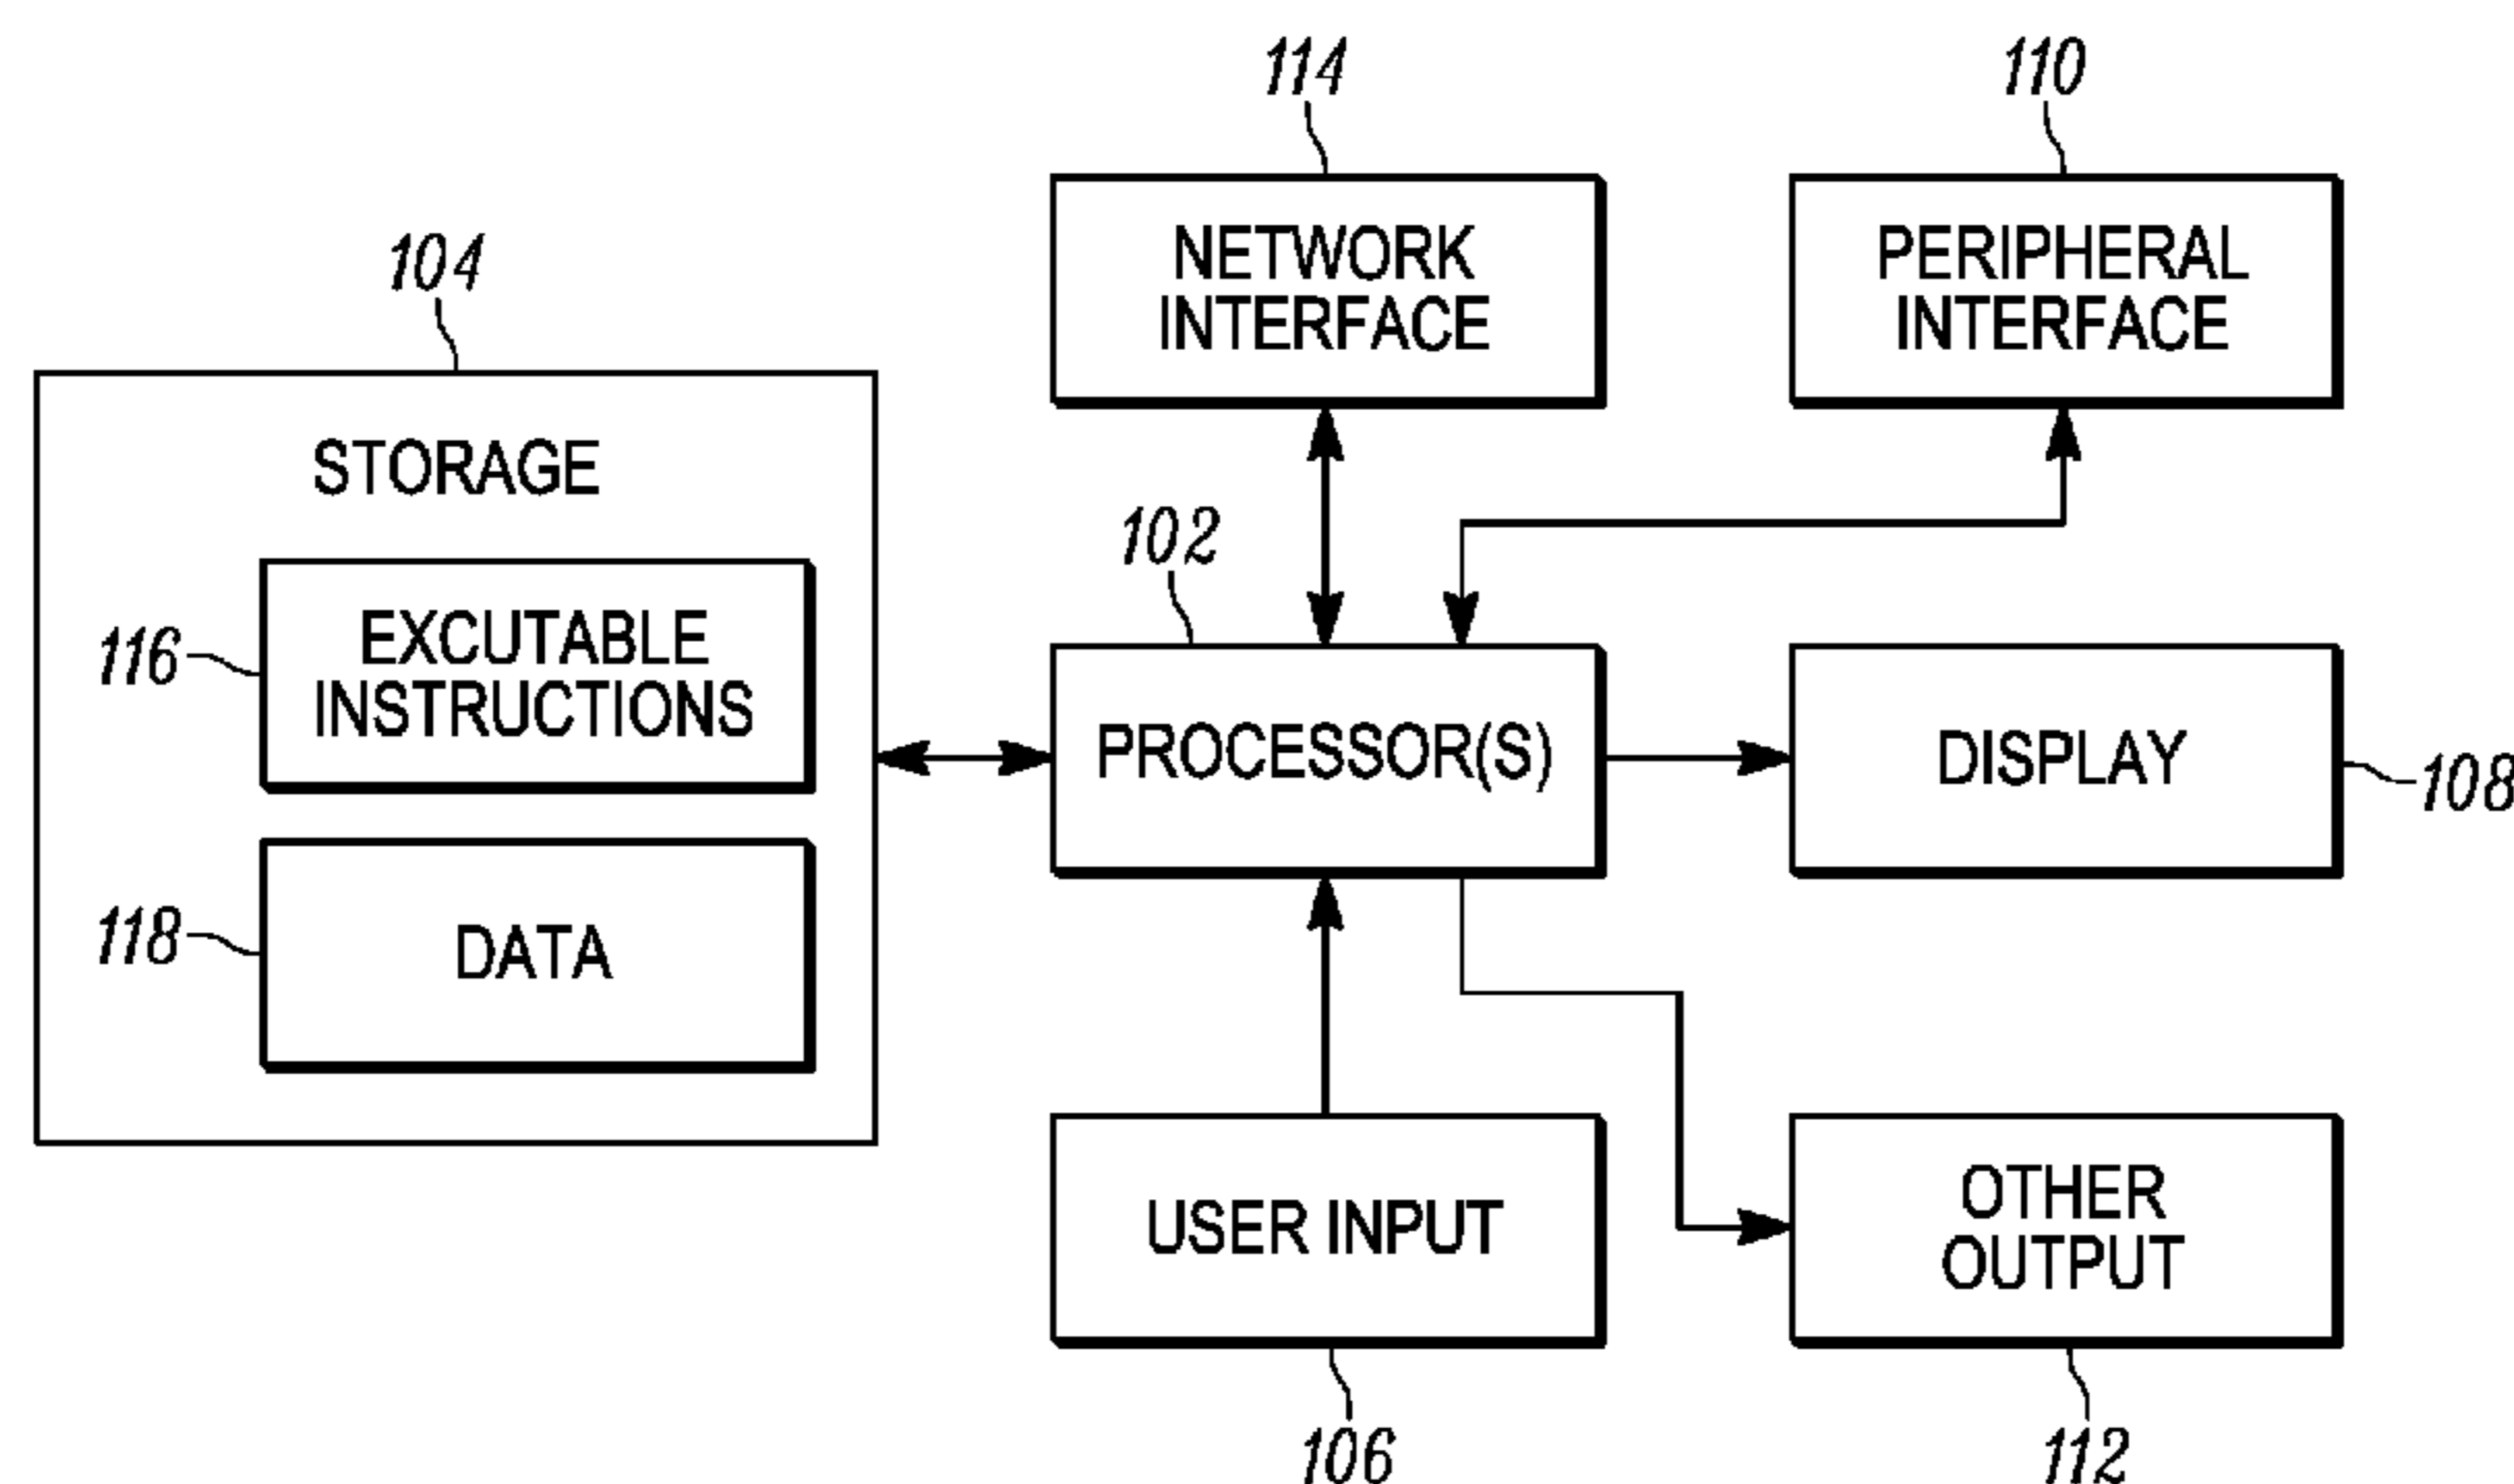 114
110
NETWORK
INTERFACE
PERIPHERAL
INTERFACE
104
STORAGE
102
116
EXCUTABLE
INSTRUCTIONS
PROCESSOR(S)
DISPLAY
108
118
DATA
USER INPUT
OTHER
OUTPUT
106
112